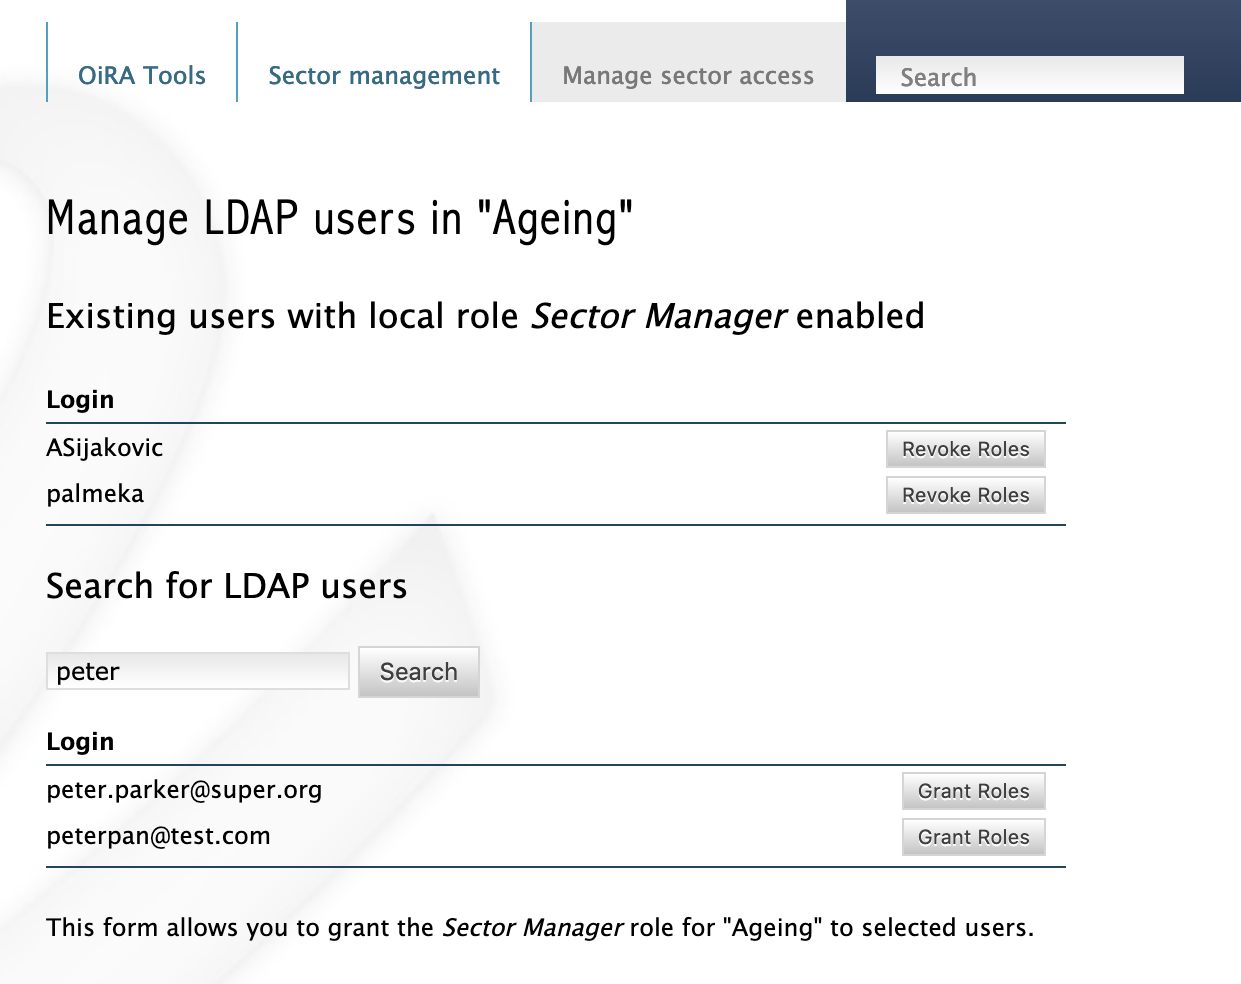 OiRA Tools Sector management Manage sector access Search
Manage LDAP users in "Ageing"
Existing users with local role Sector Manager enabled
Login
ASijakovic Revoke Roles
palmeka Revoke Roles
Search for LDAP users
peter Search
Login
peter.parker@super.org Grant Roles
peterpan@test.com Grant Roles
This form allows you to grant the Sector Manager role for "Ageing" to selected users.